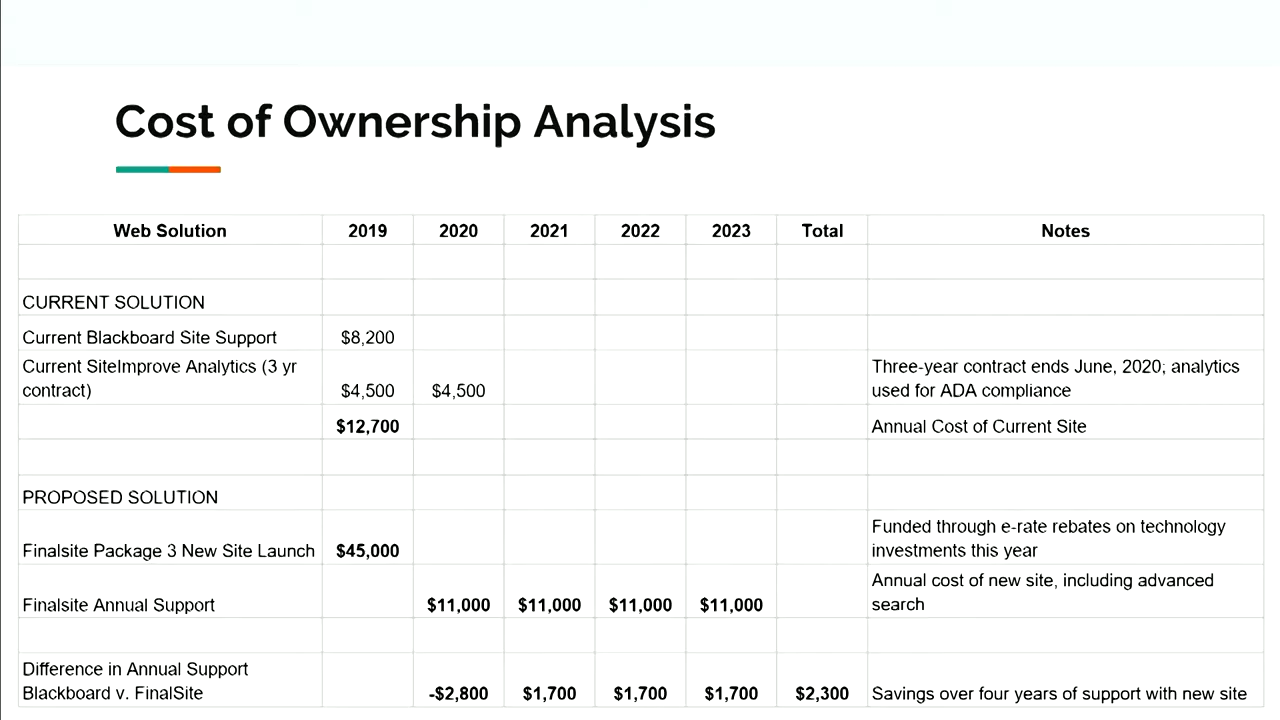 Cost of Ownership Analysis
Web Solution 2019 2020 2021 2022 2023 Total Notes
CURRENT SOLUTION
Current Blackboard Site Support $8,200
Current SiteImprove Analytics (3 yr
contract) $4,500 $4,500
Three-year contract ends June, 2020; analytics
used for ADA compliance
$12,700 Annual Cost of Current Site
PROPOSED SOLUTION
Finalsite Package 3 New Site Launch $45,000
Funded through e-rate rebates on technology
investments this year
Finalsite Annual Support $11,000 $11,000 $11,000 $11,000
Annual cost of new site, including advanced
search
Difference in Annual Support
Blackboard v. FinalSite -$2,800 $1,700 $1,700 $1,700 $2,300 Savings over four years of support with new site